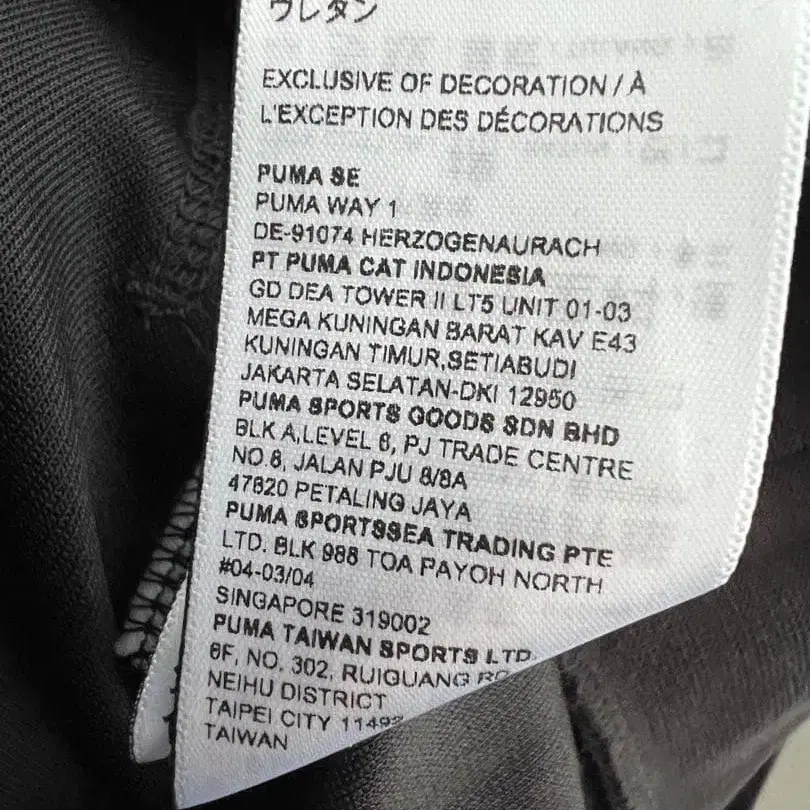 ウレタン
EXCLUSIVE OF DECORATION / À
L'EXCEPTION DES DÉCORATIONS
PUMA SE
PUMA WAY 1
DE-91074 HERZOGENAURACH
PT PUMA CAT INDONESIA
GD DEA TOWER II LT5 UNIT 01-03
MEGA KUNINGAN BARAT KAV E43
KUNINGAN TIMUR,SETIABUDI
JAKARTA SELATAN-DKI 12950
PUMA SPORTS GOODS SDN BHD
BLK A,LEVEL 6, PJ TRADE CENTRE
NO.8, JALAN PJU 8/8A
47820 PETALING JAYA
PUMA SPORTSSEA TRADING PTE
LTD. BLK 988 TOA PAYOH NORTH
#04-03/04
SINGAPORE 319002
PUMA TAIWAN SPORTS LTD.
6F, NO. 302, RUIGUANG
NEIHU DISTRICT
TAIPEI CITY 11492
TAIWAN